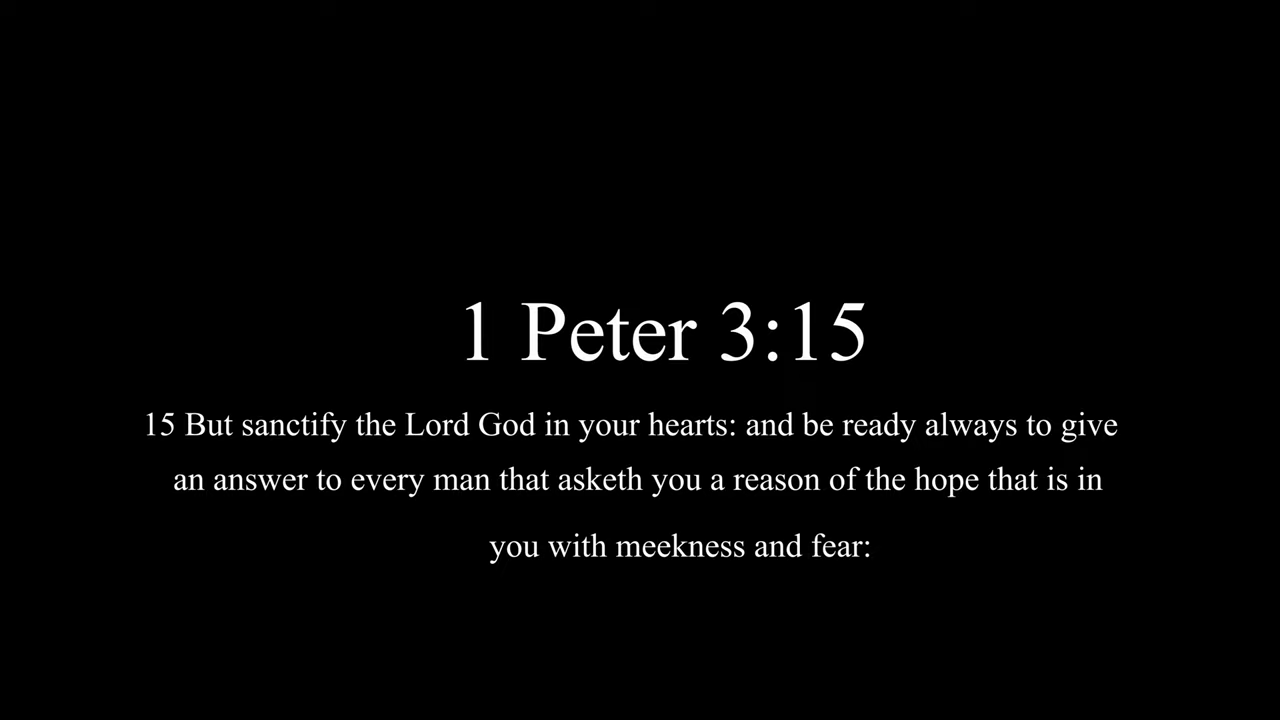 1 Peter 3:15
15 But sanctify the Lord God in your hearts: and be ready always to give
an answer to every man that asketh you a reason of the hope that is in
you with meekness and fear: